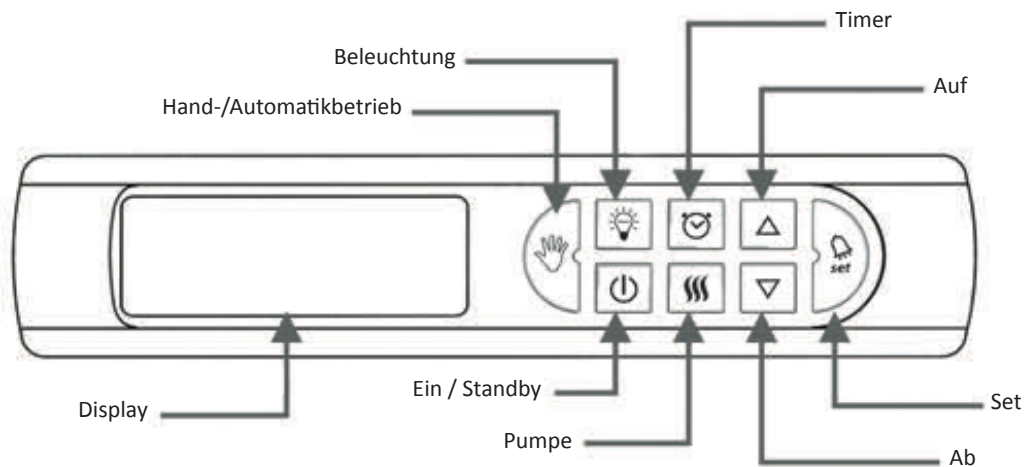 Timer
Beleuchtung
Auf
Hand-/Automatikbetrieb
set
Ein / Standby
Display
Set
Pumpe
Ab